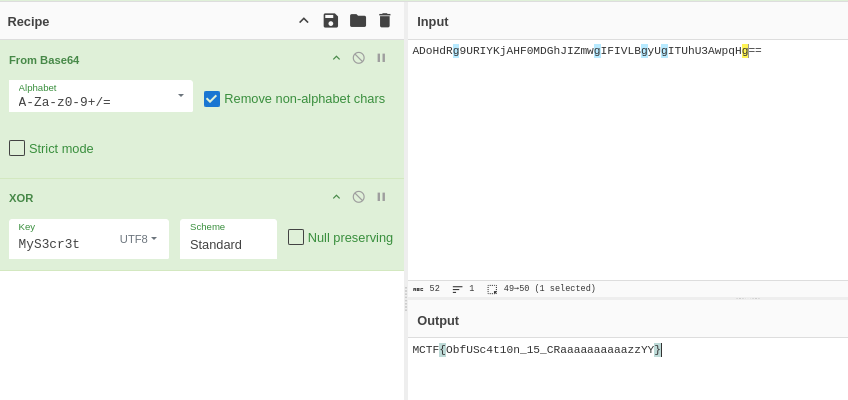 Recipe
From Base64
Alphabet
A-Za-z0-9+/=
Remove non-alphabet chars
Strict mode
XOR
Key
MyS3cr3t
UTF8
Scheme
Standard
Null preserving
Input
ADoHdRg9URIYKjAHF0MDGhJIZmwgIFIVLBgyUgITUhU3AwpqHg==
ABC 52 1 49→50 (1 selected)
Output
MCTF{ObfUSc4t10n_15_CRaaaaaaaaaazzYY}